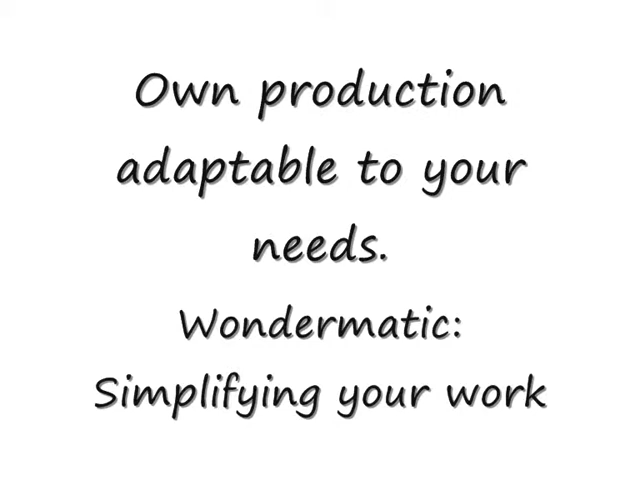 Own production
adaptable to your
needs.
Wondermatic:
Simplifying your work